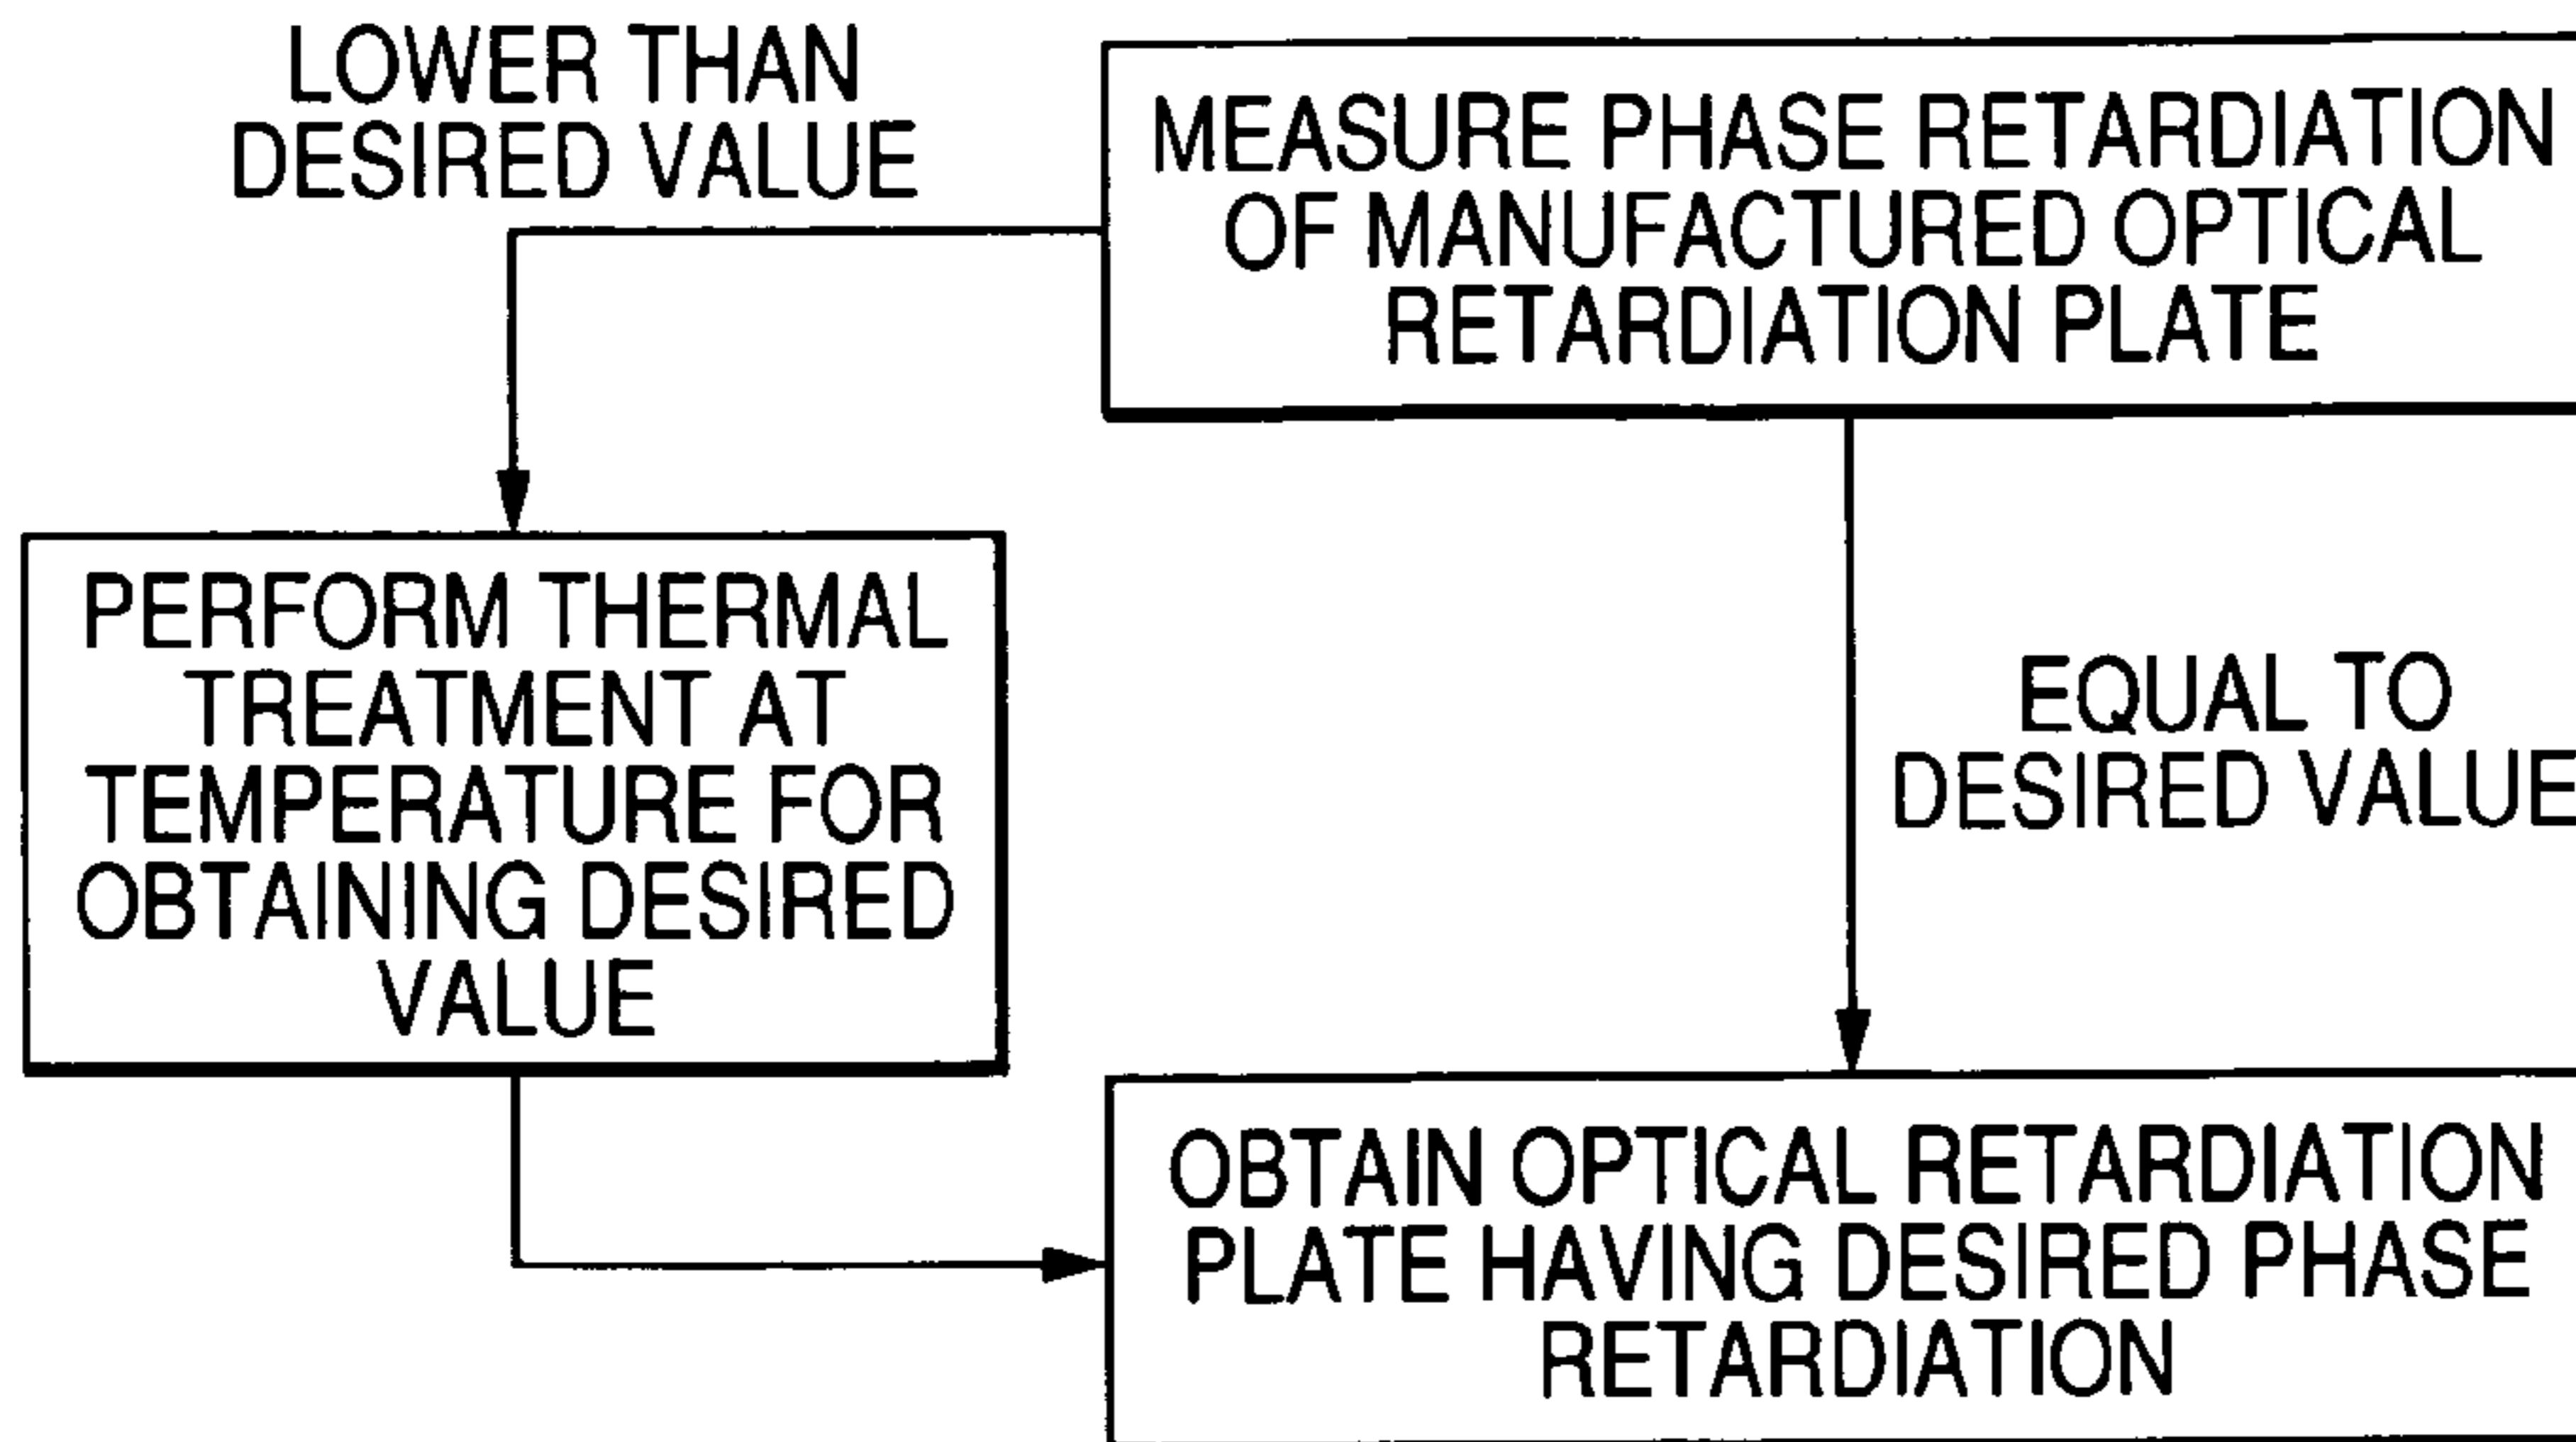 LOWER THAN
DESIRED VALUE
MEASURE PHASE RETARDIATION
OF MANUFACTURED OPTICAL
RETARDIATION PLATE
PERFORM THERMAL
TREATMENT AT
TEMPERATURE FOR
OBTAINING DESIRED
VALUE
EQUAL TO
DESIRED VALUE
OBTAIN OPTICAL RETARDIATION
PLATE HAVING DESIRED PHASE
RETARDIATION